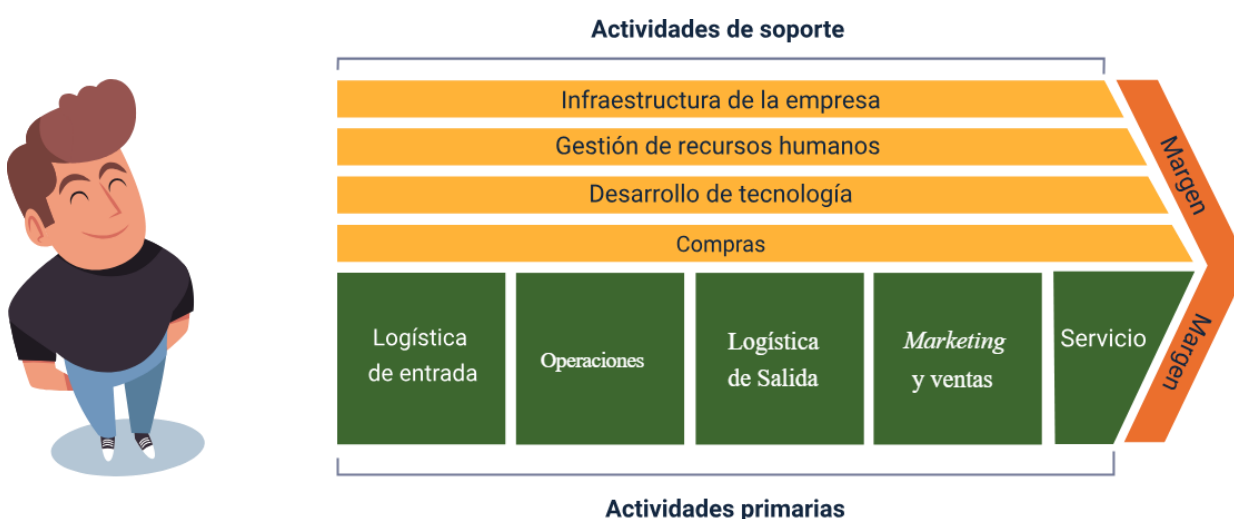 Actividades de soporte
Infraestructura de la empresa
Gestión de recursos humanos
Desarrollo de tecnología
Compras
Margen
Logística
de entrada
Operaciones
Logística
de Salida
Marketing
y ventas
Servicio
Margen
Actividades primarias